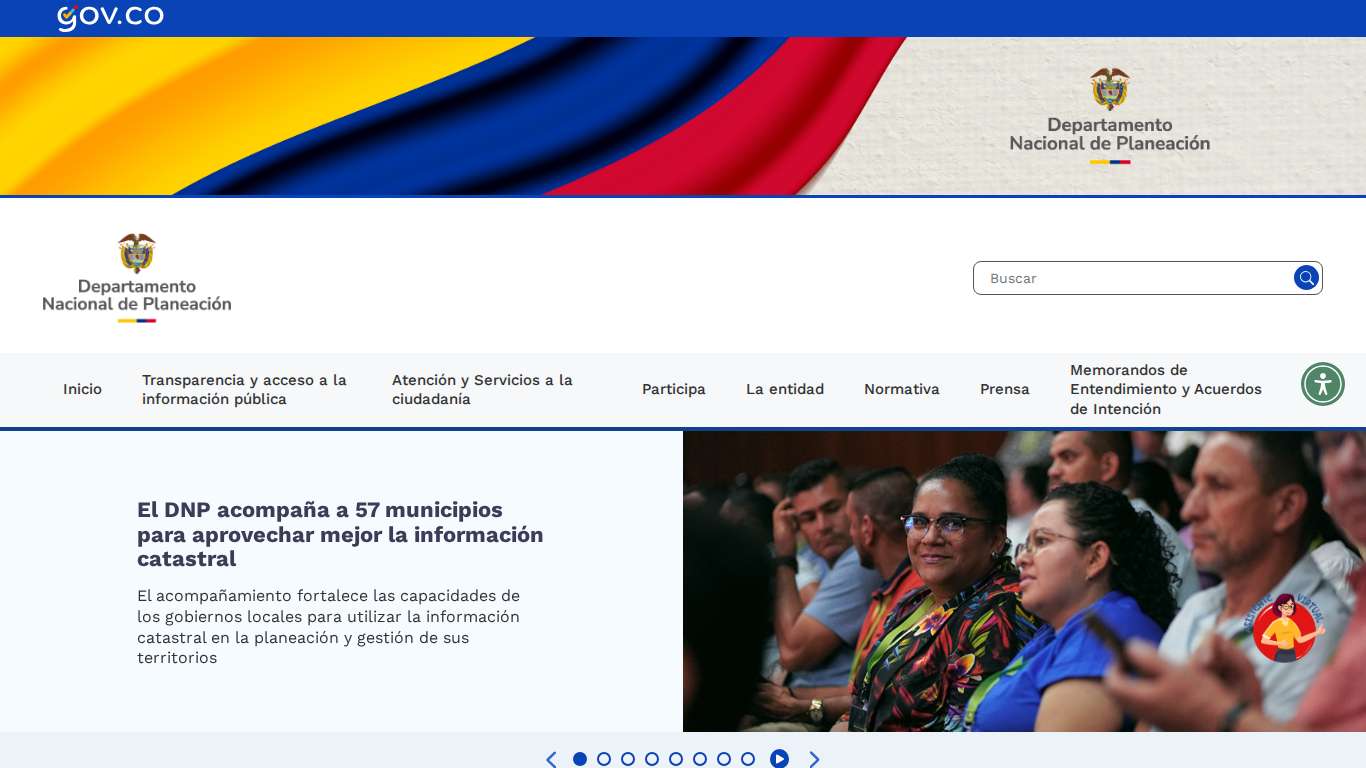 gov.co
Departamento
Nacional de Planeación
Departamento
Nacional de Planeación
Buscar
Inicio
Transparencia y acceso a la
información pública
Atención y Servicios a la
ciudadanía
Participa
La entidad
Normativa
Prensa
Memorandos de
Entendimiento y Acuerdos
de Intención
El DNP acompaña a 57 municipios
para aprovechar mejor la información
catastral
El acompañamiento fortalece las capacidades de
los gobiernos locales para utilizar la información
catastral en la planeación y gestión de sus
territorios
VIRTUAL